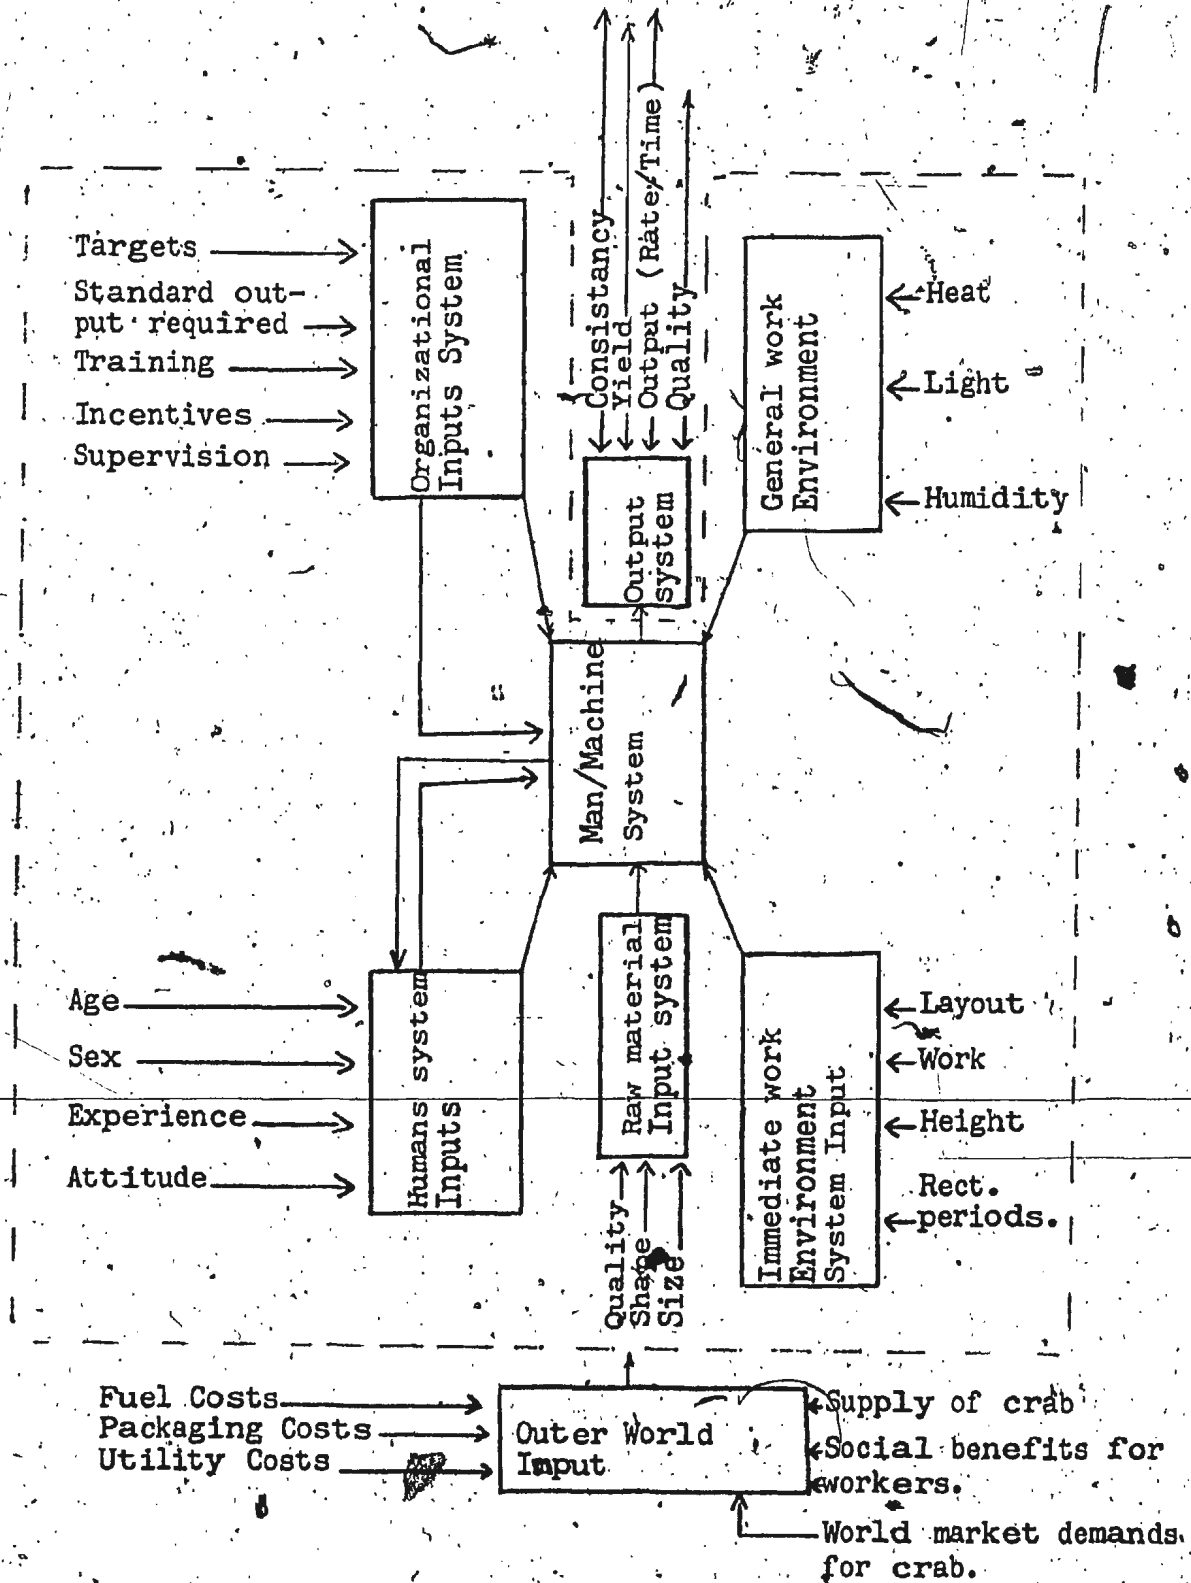 Targets
Standard out-
put required
Training
Incentives
Supervision
Organizational
Inputs System
Consistancy
Yield
Output (Rate/Time)
Quality
Output
system
General work
Environment
Heat
Light
Humidity
Man/Machine
System
Age
Sex
Experience
Attitude
Humans system
Inputs
Raw material
Input system
Quality
Shape
Size
Immediate work
Environment
System Input
Layout
Work
Height
Rect.
periods.
Fuel Costs
Packaging Costs
Utility Costs
Outer World
Input
Supply of crab
Social benefits for
workers.
World market demands
for crab.